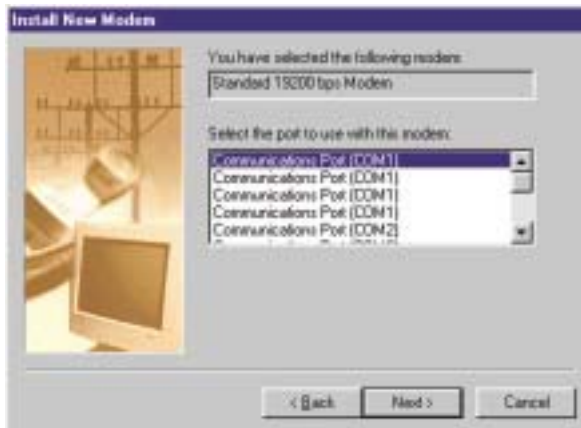 Install New Modem
You have selected the following modem:
Standard 19200 bps Modem
Select the port to use with this modem:
Communications Port (COM1)
Communications Port (COM1)
Communications Port (COM1)
Communications Port (COM1)
Communications Port (COM2)
< Back
Next >
Cancel